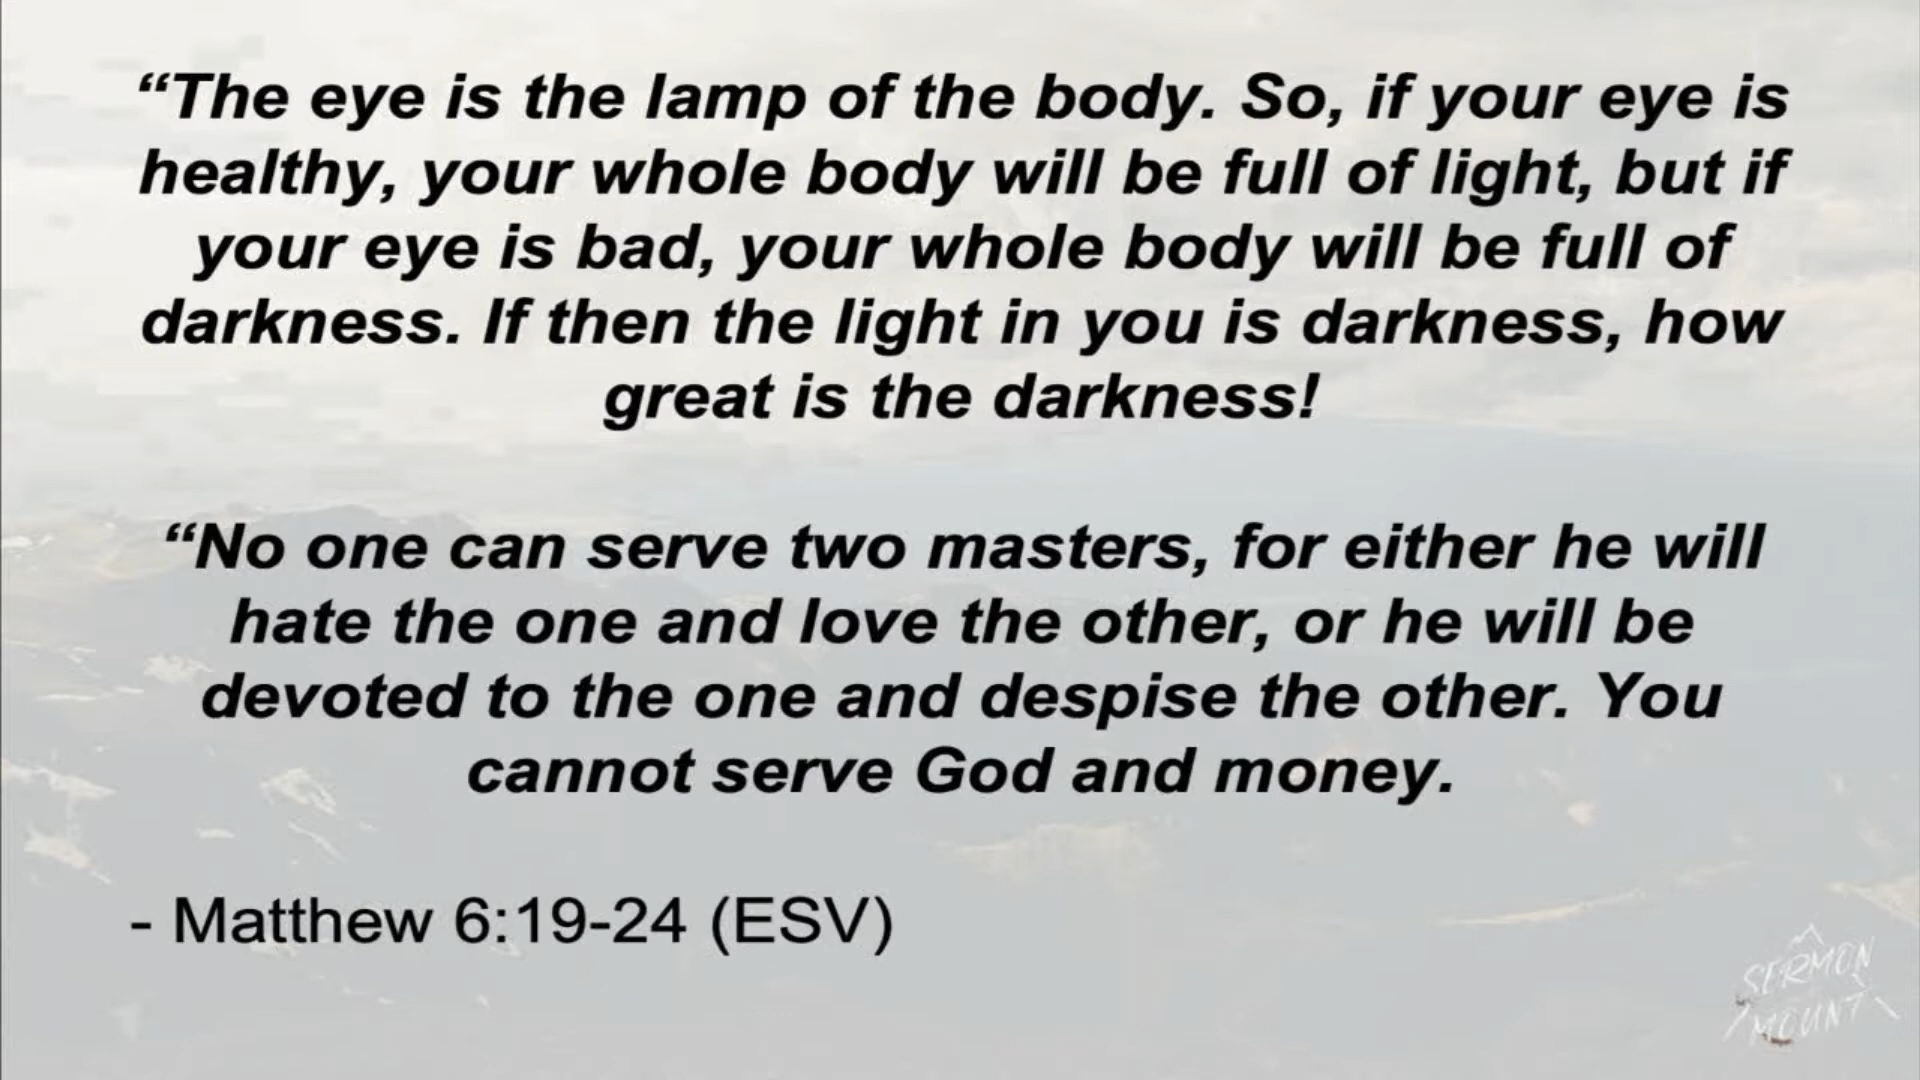 “The eye is the lamp of the body. So, if your eye is
healthy, your whole body will be full of light, but if
your eye is bad, your whole body will be full of
darkness. If then the light in you is darkness, how
great is the darkness!
“No one can serve two masters, for either he will
hate the one and love the other, or he will be
devoted to the one and despise the other. You
cannot serve God and money.
- Matthew 6:19-24 (ESV)
SERMON
MOUNT